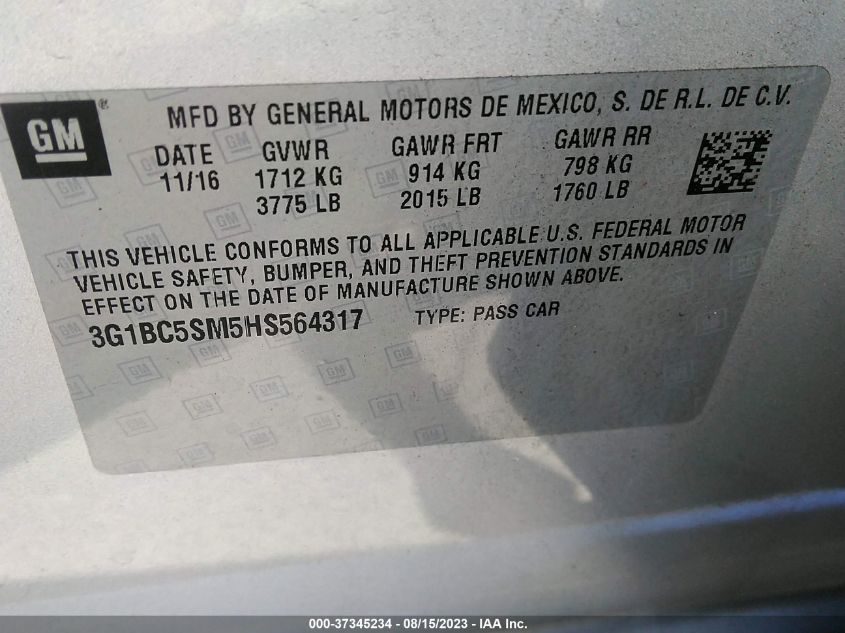 GM ®
MFD BY GENERAL MOTORS DE MEXICO, S. DE R.L. DE C.V.
DATE GVWR GAWR FRT GAWR RR
11/16 1712 KG 914 KG 798 KG
3775 LB 2015 LB 1760 LB
THIS VEHICLE CONFORMS TO ALL APPLICABLE U.S. FEDERAL MOTOR
VEHICLE SAFETY, BUMPER, AND THEFT PREVENTION STANDARDS IN
EFFECT ON THE DATE OF MANUFACTURE SHOWN ABOVE.
3G1BC5SM5HS564317 TYPE: PASS CAR
000-37345234 - 08/15/2023 - IAA Inc.